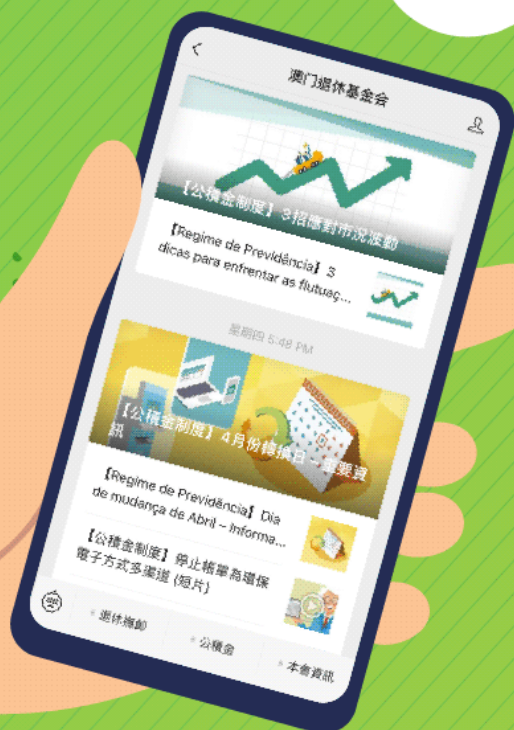 澳门退休基金会
【公積金制度】3招應對市況波動
【Regime de Previdência】3
dicas para enfrentar as flutuaç...
星期四 5:48 PM
【公積金制度】4月份轉換日 - 重要資
訊
【Regime de Previdência】Dia
de mudança de Abril – Informa...
【公積金制度】停止帳單為環保
電子方式多渠道 (短片)
退休撫卹
公積金
本會資訊